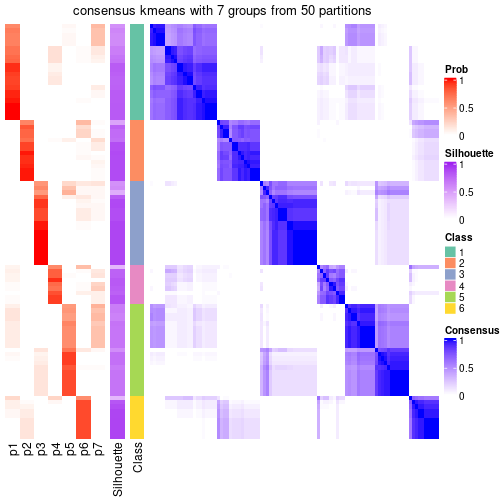 consensus kmeans with 7 groups from 50 partitions
Prob
1
0.5
0
Silhouette
1
0.5
0
Class
1
2
3
4
5
6
Consensus
1
0.5
0
p1
p2
p3
p4
p5
p6
p7
Silhouette
Class